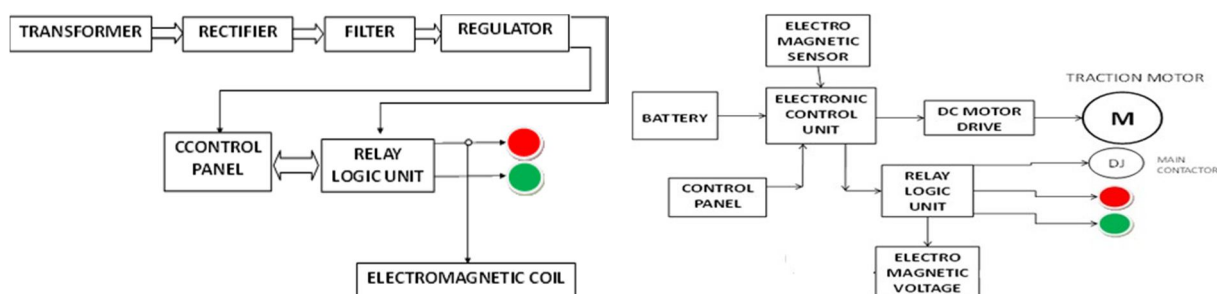 TRANSFORMER
RECTIFIER
FILTER
REGULATOR
CCONTROL
PANEL
RELAY
LOGIC UNIT
ELECTROMAGNETIC COIL
ELECTRO
MAGNETIC
SENSOR
BATTERY
ELECTRONIC
CONTROL
UNIT
DC MOTOR
DRIVE
TRACTION MOTOR
M
CONTROL
PANEL
RELAY
LOGIC
UNIT
DJ
MAIN
CONTACTOR
ELECTRO
MAGNETIC
VOLTAGE